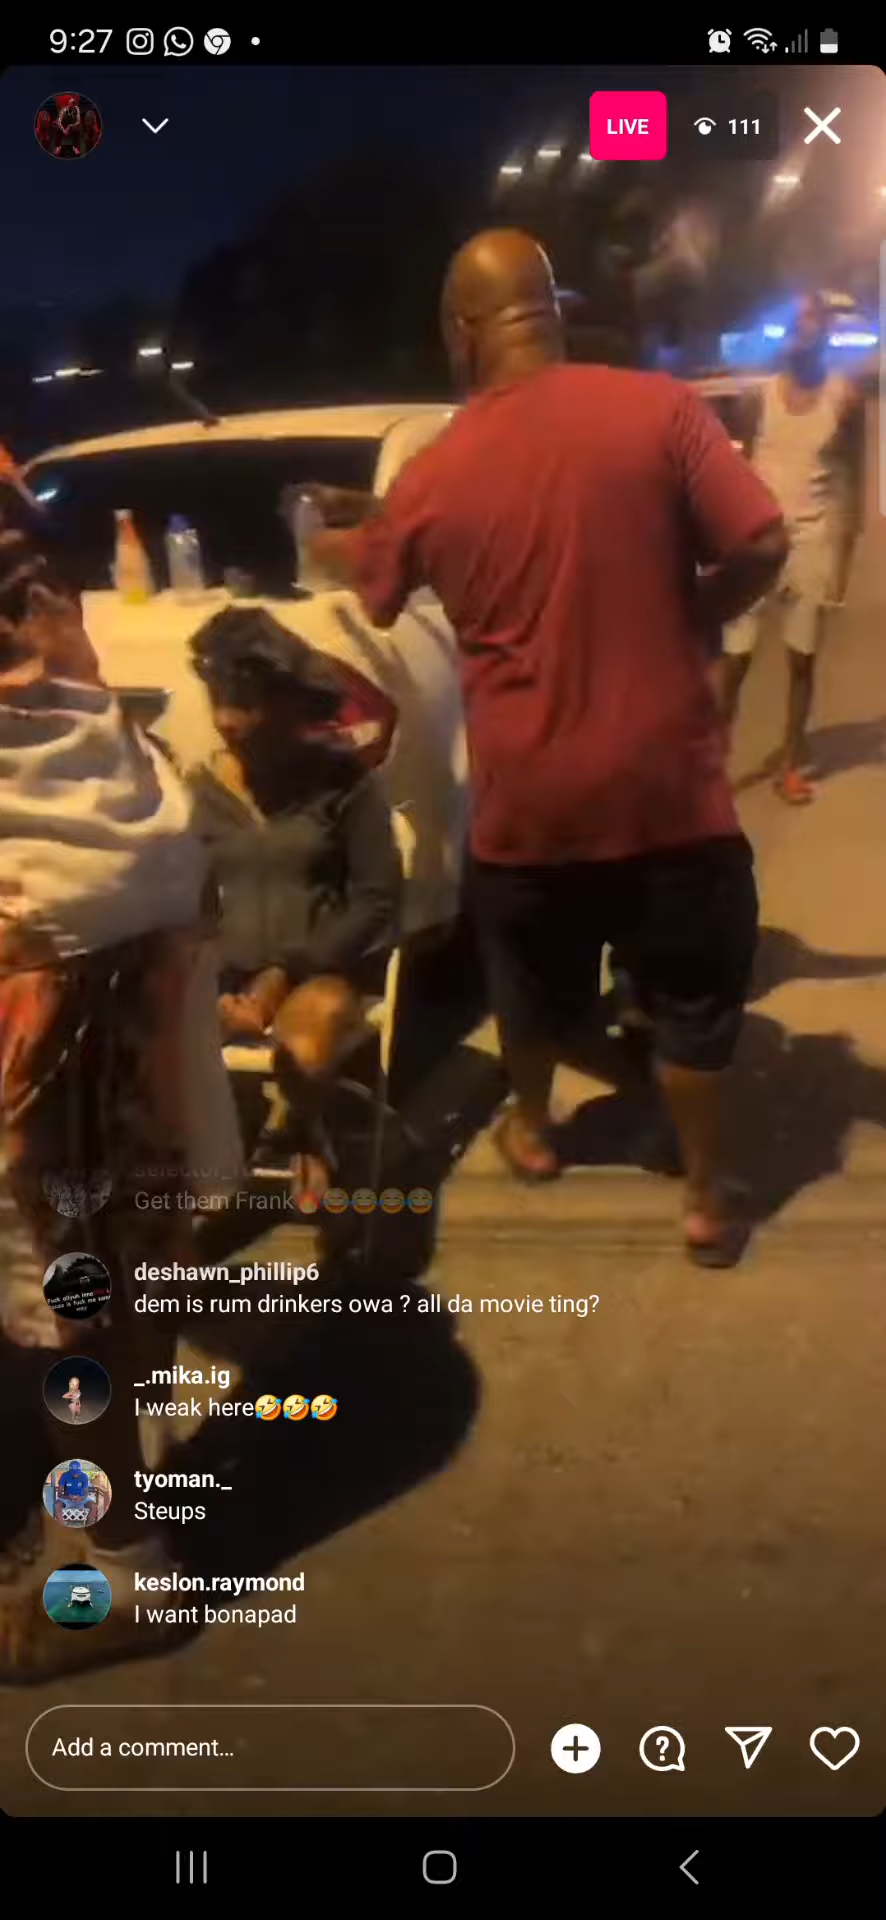 9:27
LIVE
111
Get them Frank
deshawn_phillip6
dem is rum drinkers owa ? all da movie ting?
_.mika.ig
I weak here🤣🤣🤣
tyoman._
Steups
keslon.raymond
I want bonapad
Add a comment...